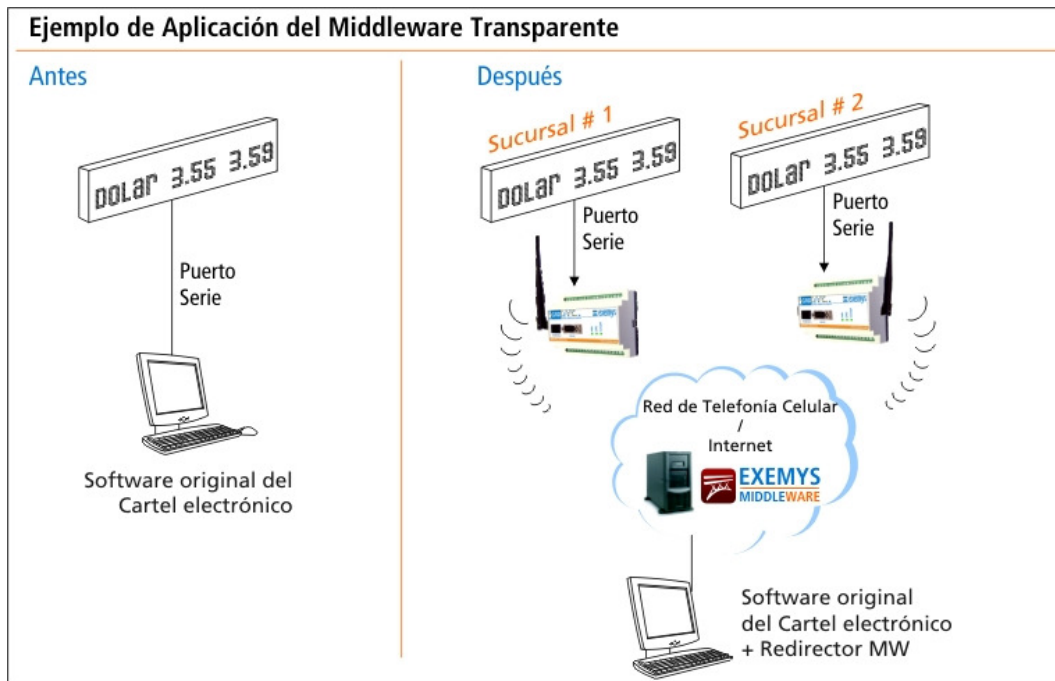 Ejemplo de Aplicación del Middleware Transparente
Antes
DOLAR 3.55 3.59
Puerto
Serie
Software original del
Cartel electrónico
Después
Sucursal # 1
DOLAR 3.55 3.59
Puerto
Serie
EXEMYS
Sucursal # 2
DOLAR 3.55 3.59
Puerto
Serie
EXEMYS
Red de Telefonía Celular
/
Internet
EXEMYS
MIDDLEWARE
Software original
del Cartel electrónico
+ Redirector MW